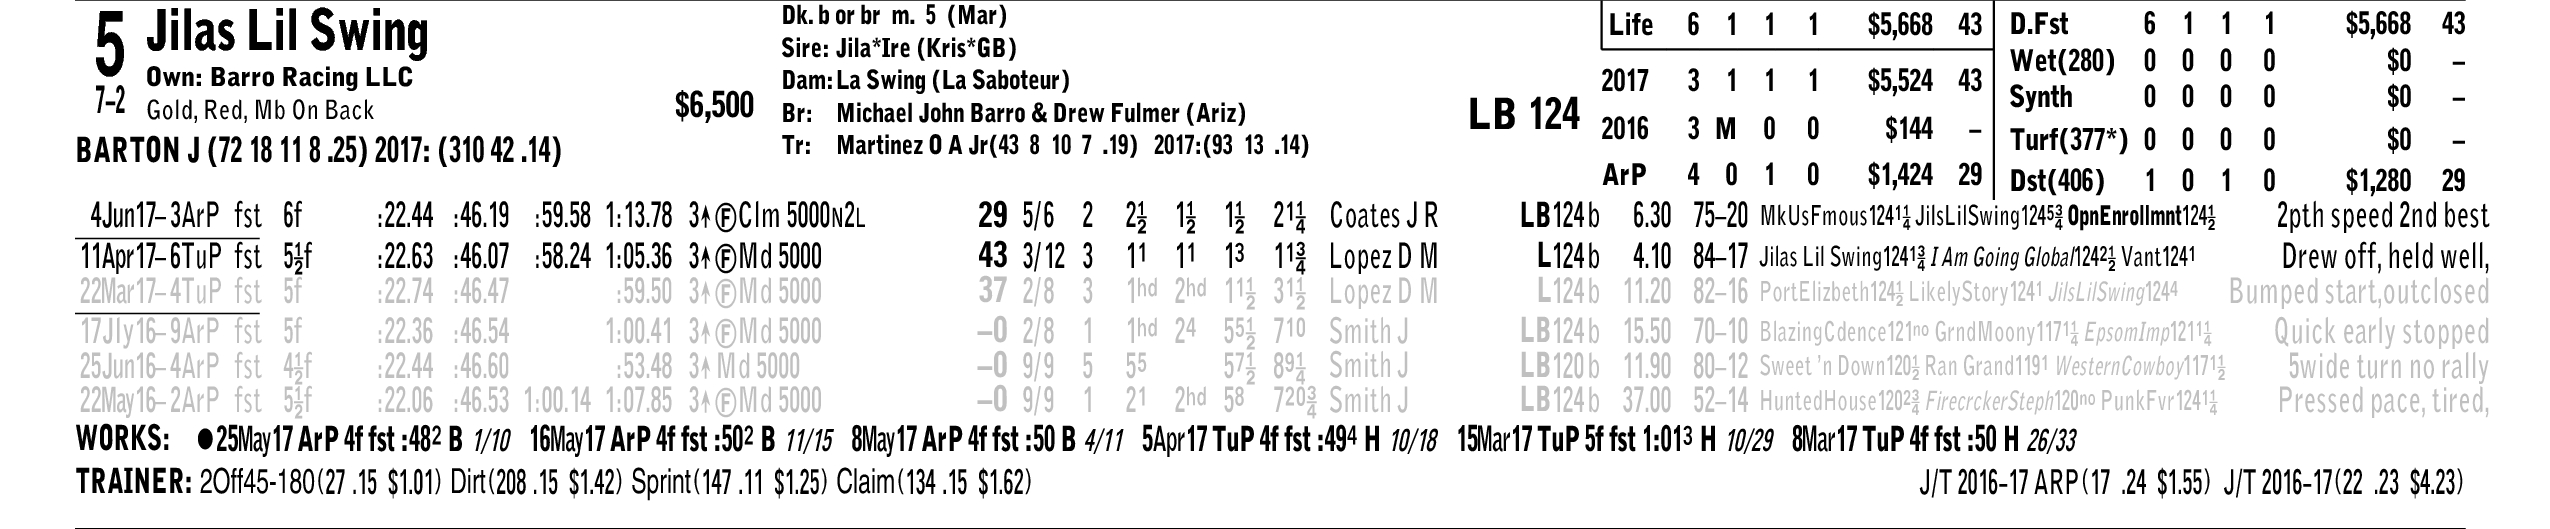 5 Jilas Lil Swing
Own: Barro Racing LLC
7–2 Gold, Red, Mb On Back $6,500
BARTON J (72 18 11 8 .25) 2017: (310 42 .14)
Dk. b or br m. 5 (Mar)
Sire: Jila*Ire (Kris*GB)
Dam: La Swing (La Saboteur)
Br: Michael John Barro & Drew Fulmer (Ariz)
Tr: Martinez O A Jr(43 8 10 7 .19) 2017:(93 13 .14)
LB 124
Life 6 1 1 1 $5,668 43
2017 3 1 1 1 $5,524 43
2016 3 M 0 0 $144 –
ArP 4 0 1 0 $1,424 29
D.Fst 6 1 1 1 $5,668 43
Wet(280) 0 0 0 0 $0 –
Synth 0 0 0 0 $0 –
Turf(377*) 0 0 0 0 $0 –
Dst(406) 1 0 1 0 $1,280 29
4Jun17–3ArP fst 6f :22.44 :46.19 :59.58 1:13.78 3↑ⒻClm 5000N2L 29 5/6 2 2½ 1½ 1½ 21¼ Coates J R LB124b 6.30 75–20 MkUsFmous1241¼ JilsLilSwing1245¾ OpnEnrollmnt124½ 2pth speed 2nd best
11Apr17–6TuP fst 5½f :22.63 :46.07 :58.24 1:05.36 3↑ⒻMd 5000 43 3/12 3 11 11 13 11¾ Lopez D M L124b 4.10 84–17 Jilas Lil Swing1241¾ I Am Going Global1242½ Vant1241 Drew off, held well,
22Mar17–4TuP fst 5f :22.74 :46.47 :59.50 3↑ⒻMd 5000 37 2/8 3 1hd 2hd 11½ 31½ Lopez D M L124b 11.20 82–16 PortElizbeth124½ LikelyStory1241 JilsLilSwing1244 Bumped start,outclosed
17Jly16–9ArP fst 5f :22.36 :46.54 1:00.41 3↑ⒻMd 5000 –0 2/8 1 1hd 24 55½ 710 Smith J LB124b 15.50 70–10 BlazingCdence121no GrndMoony1171¼ EpsomImp1211¼ Quick early stopped
25Jun16–4ArP fst 4½f :22.44 :46.60 :53.48 3↑ Md 5000 –0 9/9 5 55 57½ 89¼ Smith J LB120b 11.90 80–12 Sweet 'n Down120½ Ran Grand1191 WesternCowboy1171½ 5wide turn no rally
22May16–2ArP fst 5½f :22.06 :46.53 1:00.14 1:07.85 3↑ⒻMd 5000 –0 9/9 1 21 2hd 58 720¾ Smith J LB124b 37.00 52–14 HuntedHouse1202¾ FirecrckerSteph120no PunkFvr1241¼ Pressed pace, tired,
WORKS: ●25May17 ArP 4f fst :482 B 1/10 16May17 ArP 4f fst :502 B 11/15 8May17 ArP 4f fst :50 B 4/11 5Apr17 TuP 4f fst :494 H 10/18 15Mar17 TuP 5f fst 1:013 H 10/29 8Mar17 TuP 4f fst :50 H 26/33
TRAINER: 2Off45-180(27 .15 $1.01) Dirt(208 .15 $1.42) Sprint(147 .11 $1.25) Claim(134 .15 $1.62) J/T 2016-17 ARP(17 .24 $1.55) J/T 2016-17(22 .23 $4.23)